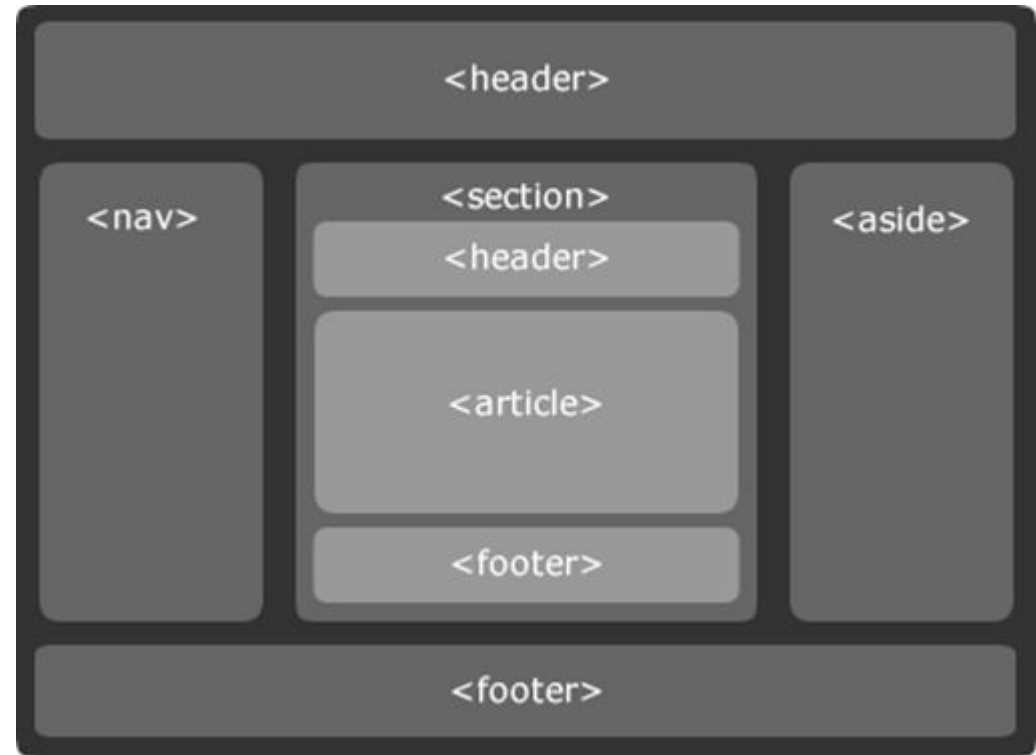 <header>
<nav>
<section>
<header>
<article>
<footer>
<aside>
<footer>